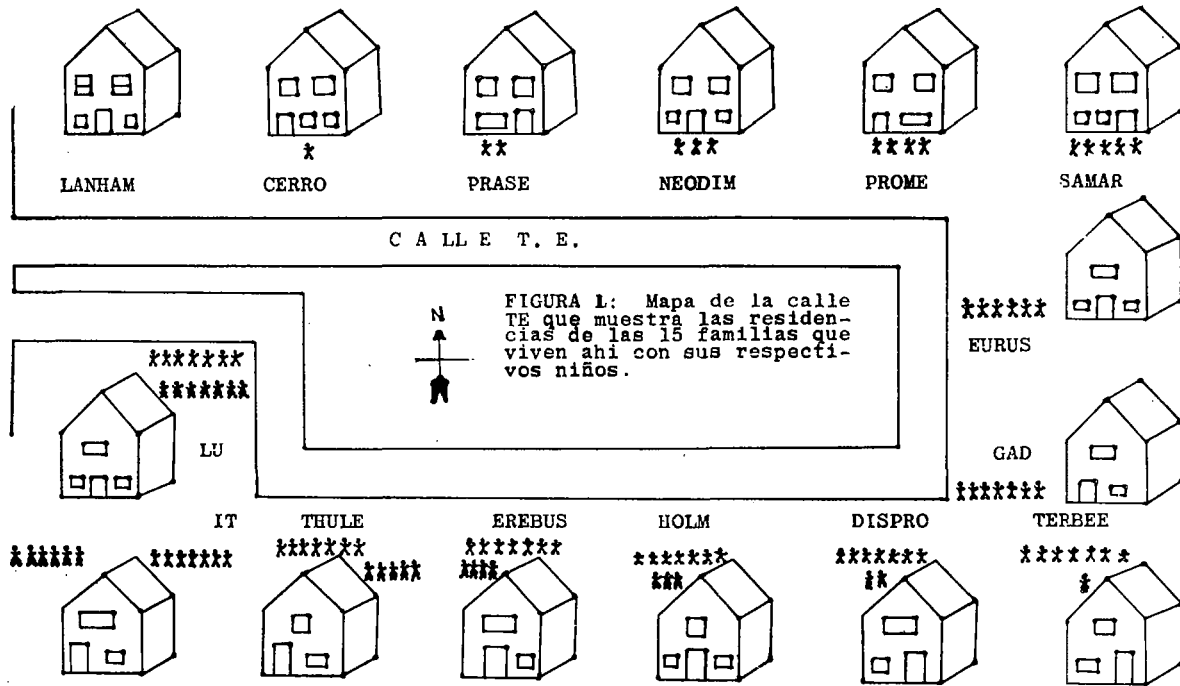 LANHAM CERRO PRASE NEODIM PROME SAMAR
C A LL E T. E.
N
FIGURA 1: Mapa de la calle
TE que muestra las residen-
cias de las 15 familias que
viven ahi con sus respecti-
vos niños.
EURUS
LU
GAD
IT THULE EREBUS HOLM DISPRO TERBEE